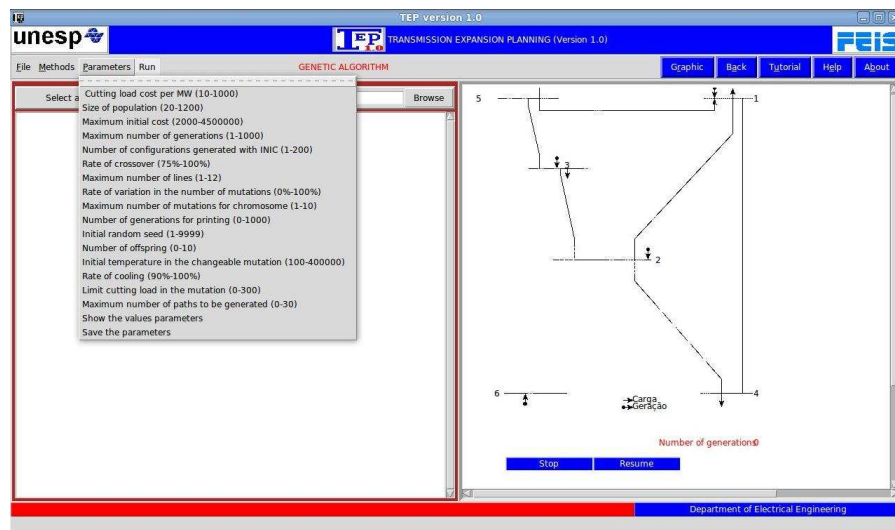 TEP version 1.0
unesp
TEP 1.0 TRANSMISSION EXPANSION PLANNING (Version 1.0)
FEIS
File Methods Parameters Run GENETIC ALGORITHM Graphic Back Tutorial Help About
Select a Browse
Cutting load cost per MW (10-1000)
Size of population (20-1200)
Maximum initial cost (2000-4500000)
Maximum number of generations (1-1000)
Number of configurations generated with INIC (1-200)
Rate of crossover (75%-100%)
Maximum number of lines (1-12)
Rate of variation in the number of mutations (0%-100%)
Maximum number of mutations for chromosome (1-10)
Number of generations for printing (0-1000)
Initial random seed (1-9999)
Number of offspring (0-10)
Initial temperature in the changeable mutation (100-400000)
Rate of cooling (90%-100%)
Limit cutting load in the mutation (0-300)
Maximum number of paths to be generated (0-30)
Show the values parameters
Save the parameters
5
1
3
2
6
4
Carga
Geração
Number of generations0
Stop Resume
Department of Electrical Engineering